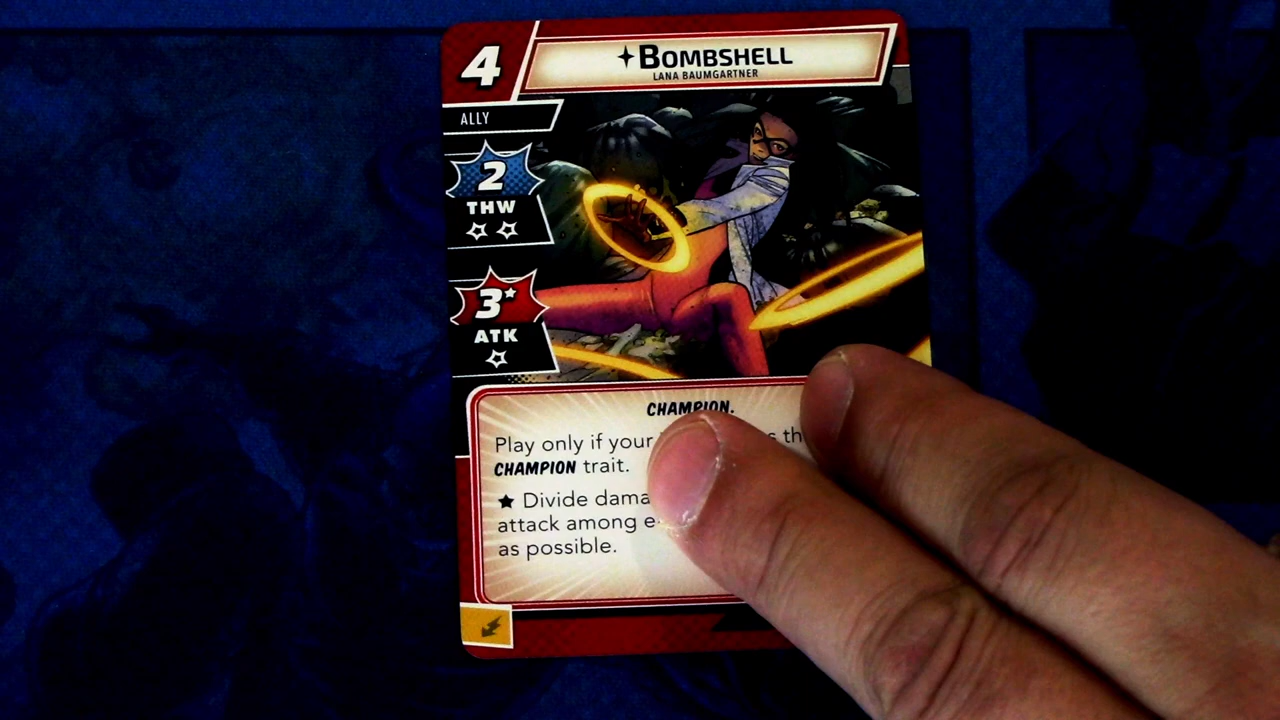 4
BOMBSHELL
LANA BAUMGARTNER
ALLY
2
THW
3
ATK
CHAMPION.
Play only if your
CHAMPION trait.
★ Divide
attack among
as possible.